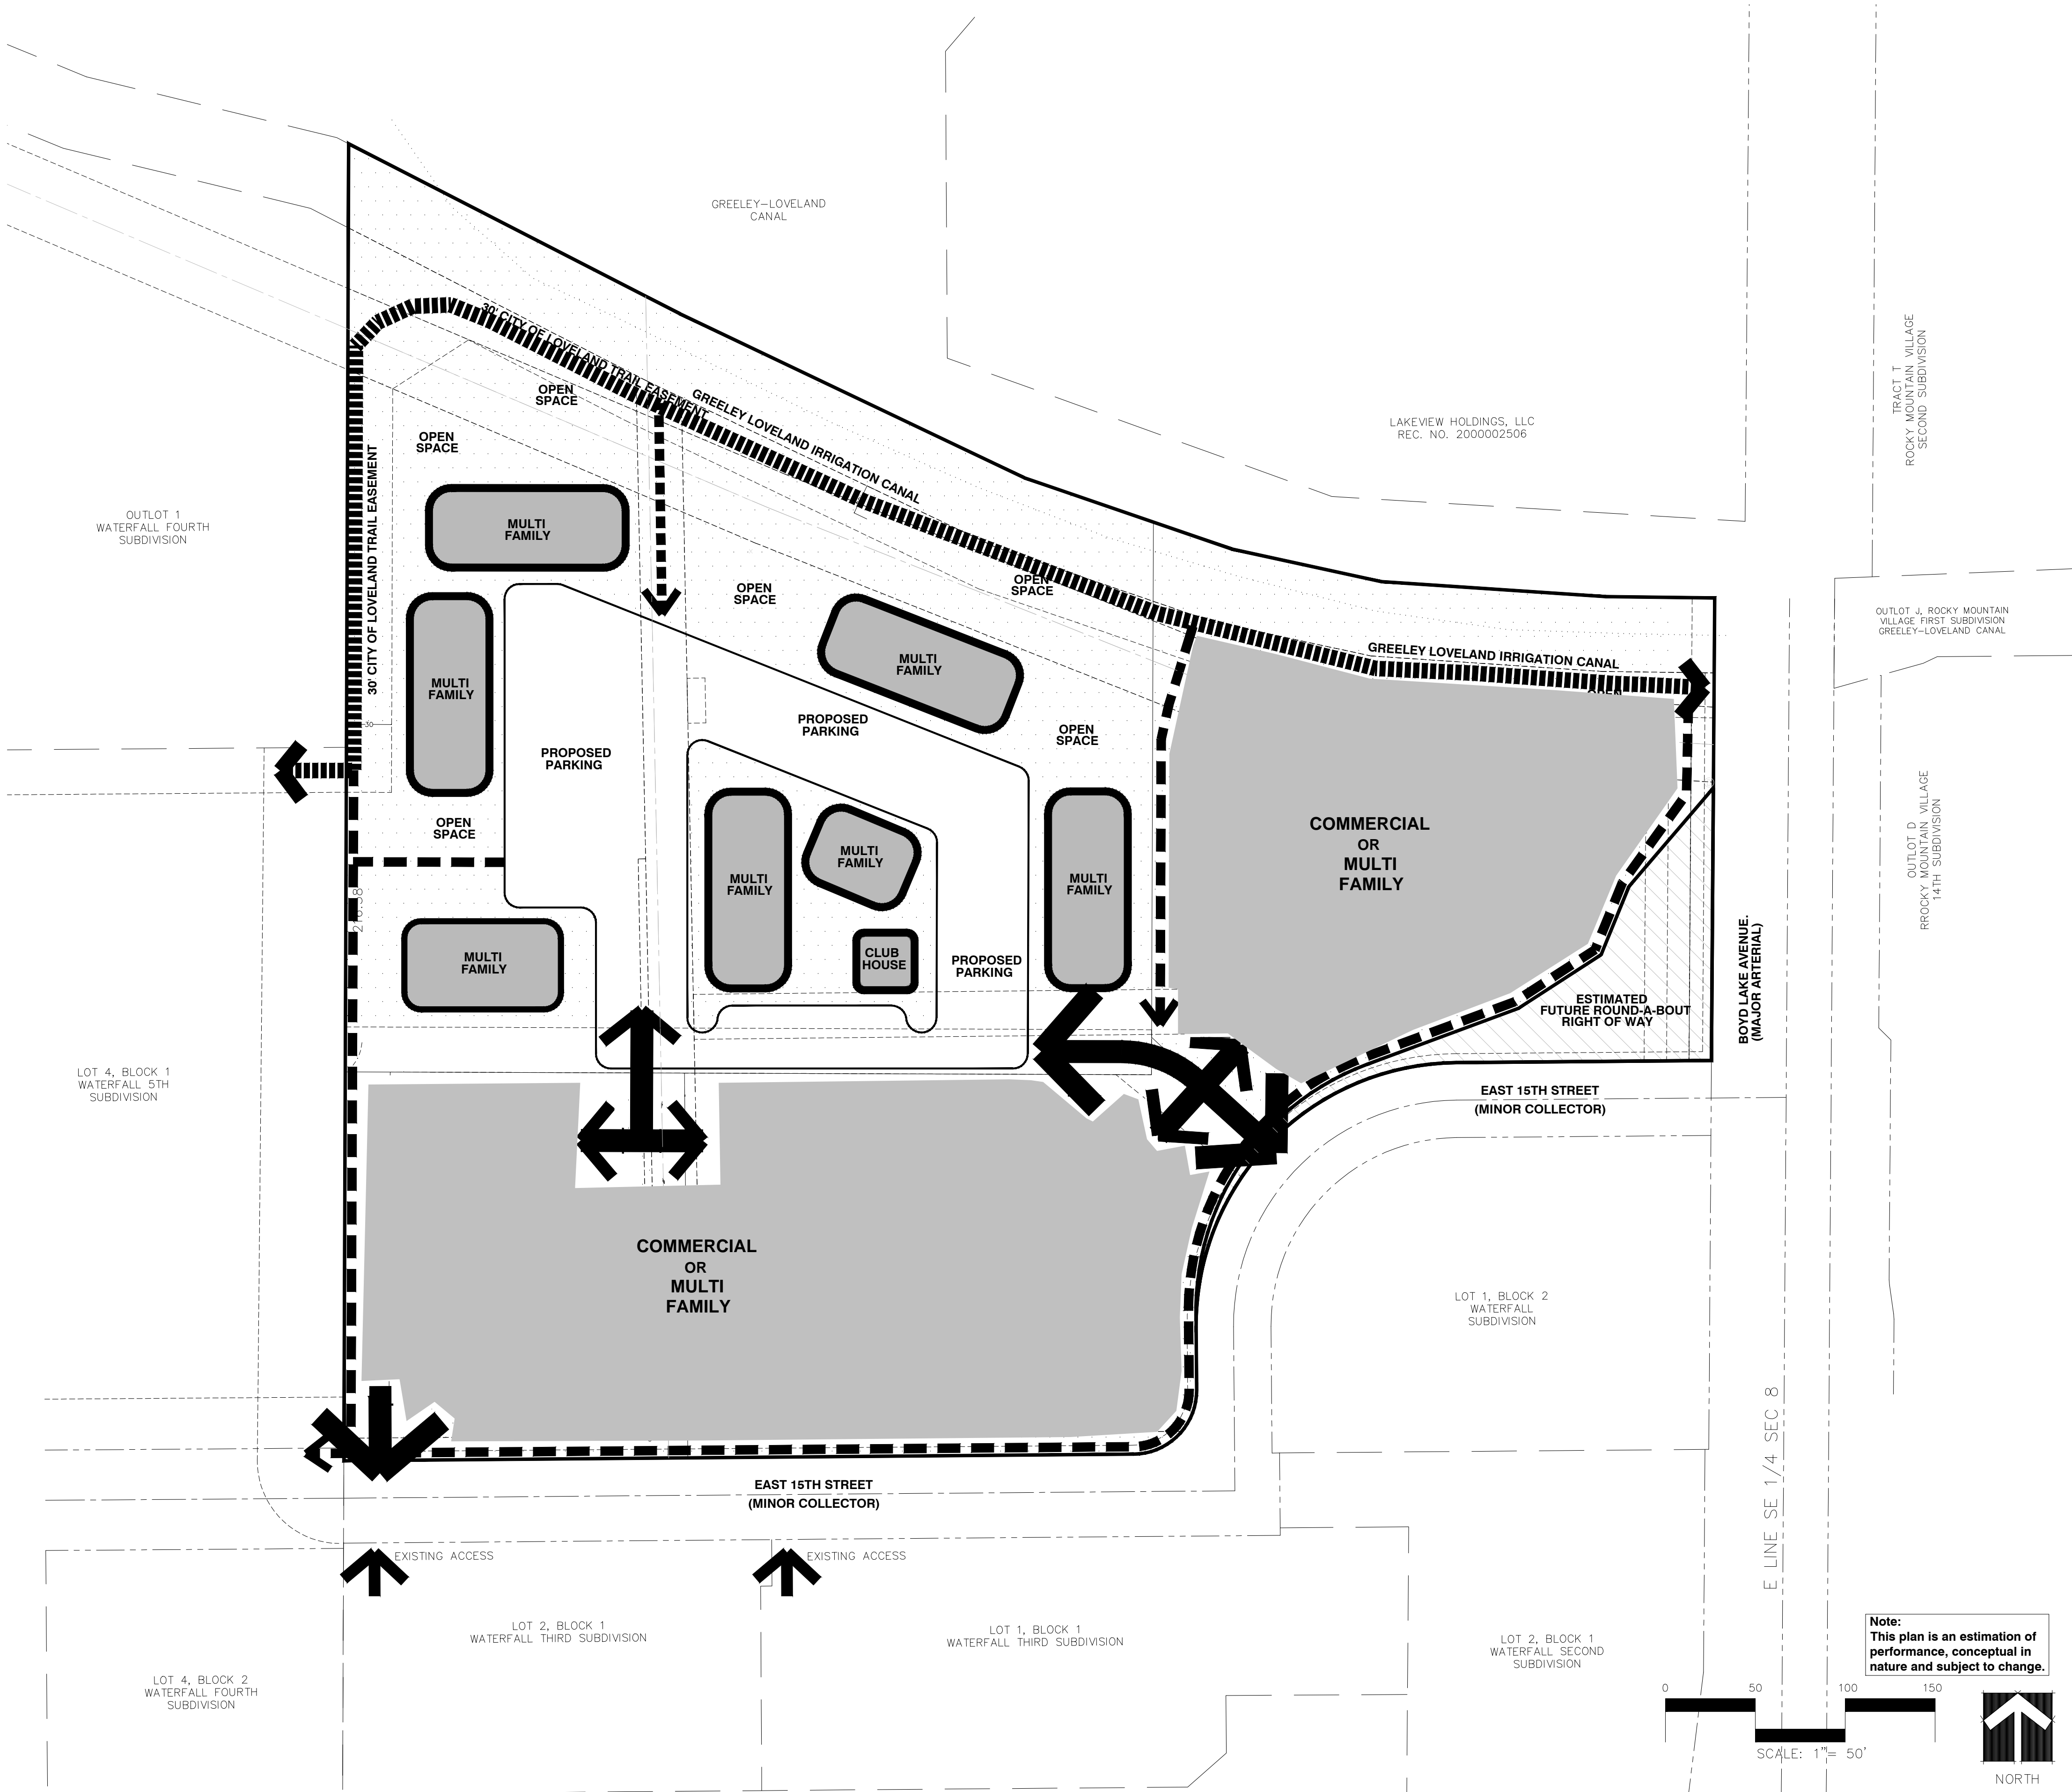 GREELEY-LOVELAND
CANAL
TRACT T
ROCKY MOUNTAIN VILLAGE
SECOND SUBDIVISION
30' CITY OF LOVELAND TRAIL EASEMENT
GREELEY LOVELAND IRRIGATION CANAL
LAKEVIEW HOLDINGS, LLC
REC. NO. 2000002506
OPEN
SPACE
OPEN
SPACE
30' CITY OF LOVELAND TRAIL EASEMENT
OUTLOT 1
WATERFALL FOURTH
SUBDIVISION
MULTI
FAMILY
OPEN
SPACE
OPEN
SPACE
OUTLOT J, ROCKY MOUNTAIN
VILLAGE FIRST SUBDIVISION
GREELEY-LOVELAND CANAL
GREELEY LOVELAND IRRIGATION CANAL
OPEN
MULTI
FAMILY
MULTI
FAMILY
30
PROPOSED
PARKING
PROPOSED
PARKING
OPEN
SPACE
OPEN
SPACE
COMMERCIAL
OR
MULTI
FAMILY
OUTLOT D
RROCKY MOUNTAIN VILLAGE
14TH SUBDIVISION
MULTI
FAMILY
MULTI
FAMILY
MULTI
FAMILY
MULTI
FAMILY
CLUB
HOUSE
PROPOSED
PARKING
BOYD LAKE AVENUE.
(MAJOR ARTERIAL)
ESTIMATED
FUTURE ROUND-A-BOUT
RIGHT OF WAY
LOT 4, BLOCK 1
WATERFALL 5TH
SUBDIVISION
EAST 15TH STREET
(MINOR COLLECTOR)
COMMERCIAL
OR
MULTI
FAMILY
LOT 1, BLOCK 2
WATERFALL
SUBDIVISION
E LINE SE 1/4 SEC 8
EAST 15TH STREET
(MINOR COLLECTOR)
EXISTING ACCESS
EXISTING ACCESS
LOT 2, BLOCK 1
WATERFALL THIRD SUBDIVISION
LOT 1, BLOCK 1
WATERFALL THIRD SUBDIVISION
LOT 2, BLOCK 1
WATERFALL SECOND
SUBDIVISION
LOT 4, BLOCK 2
WATERFALL FOURTH
SUBDIVISION
Note:
This plan is an estimation of
performance, conceptual in
nature and subject to change.
0 50 100 150
SCALE: 1"= 50'
NORTH